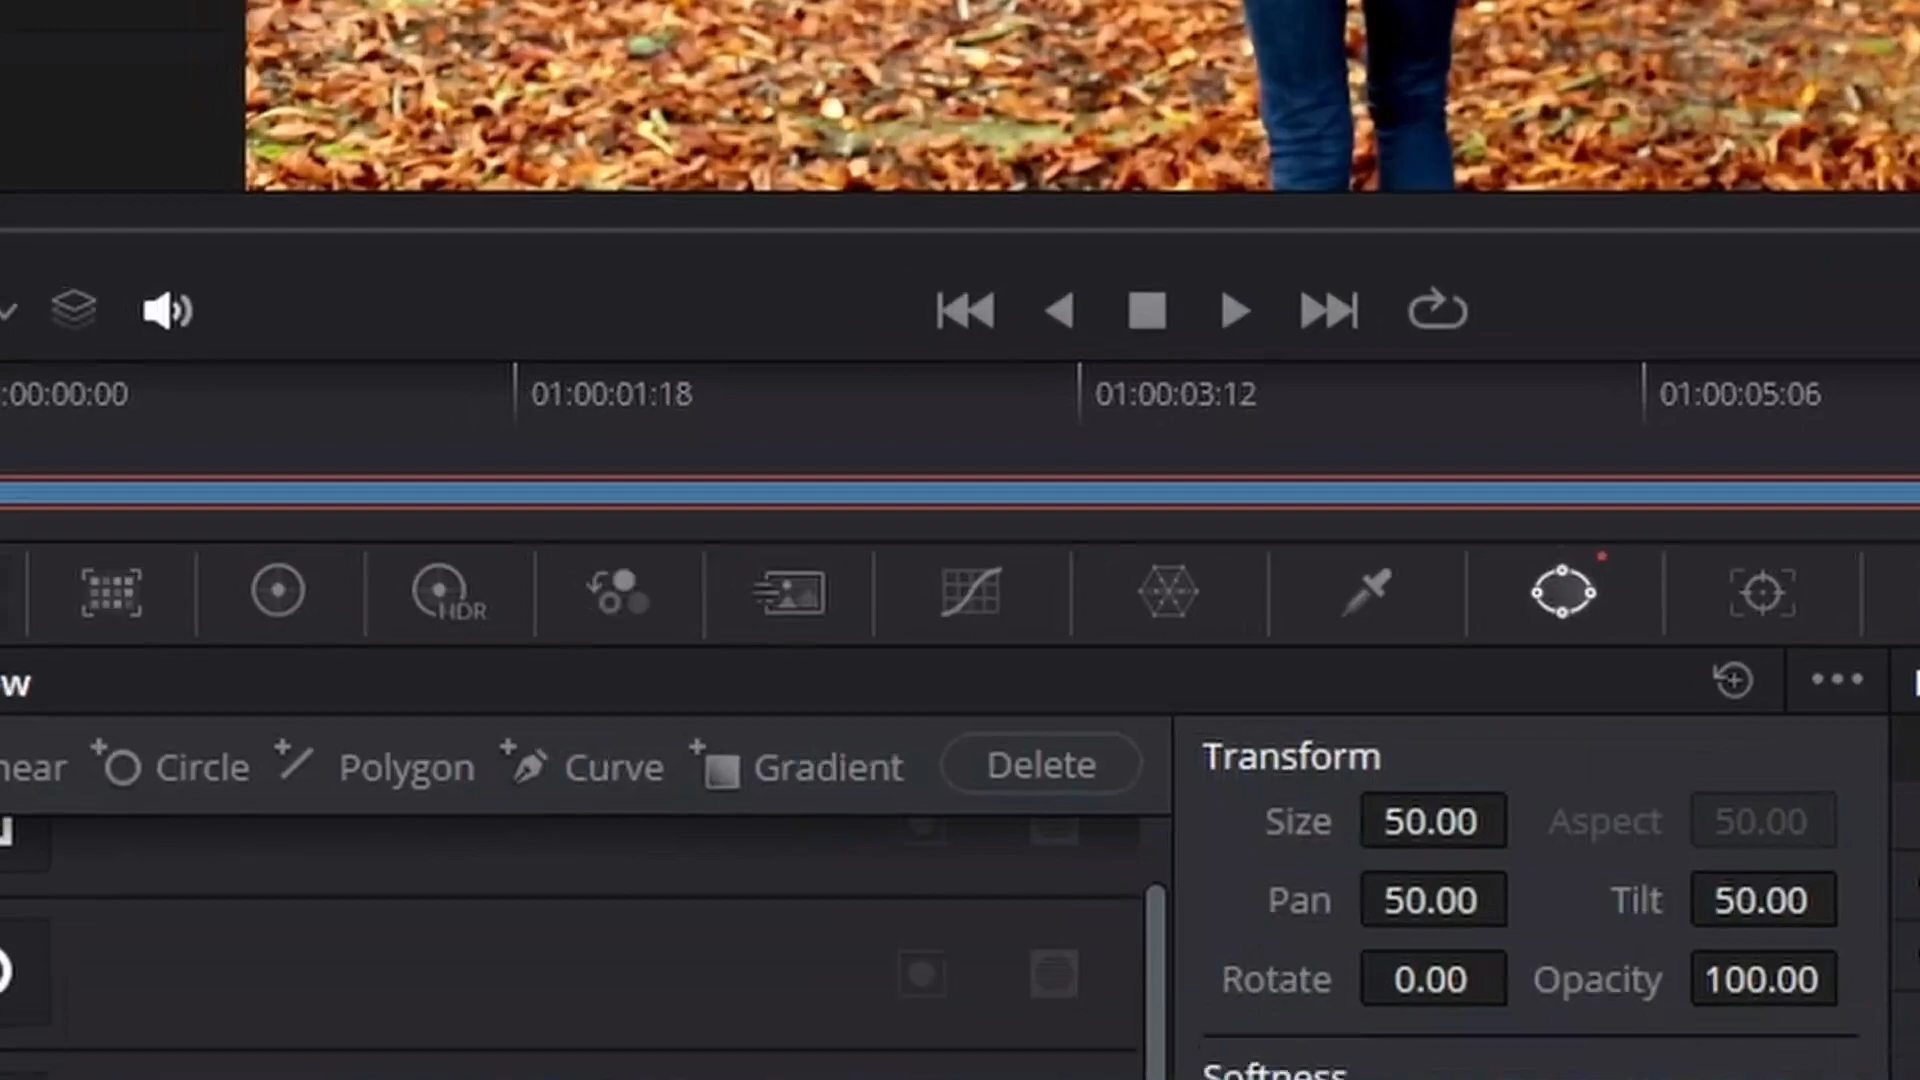 :00:00:00 01:00:01:18 01:00:03:12 01:00:05:06
HDR
w
near Circle Polygon Curve Gradient Delete
Transform
Size 50.00 Aspect 50.00
Pan 50.00 Tilt 50.00
Rotate 0.00 Opacity 100.00
Softness